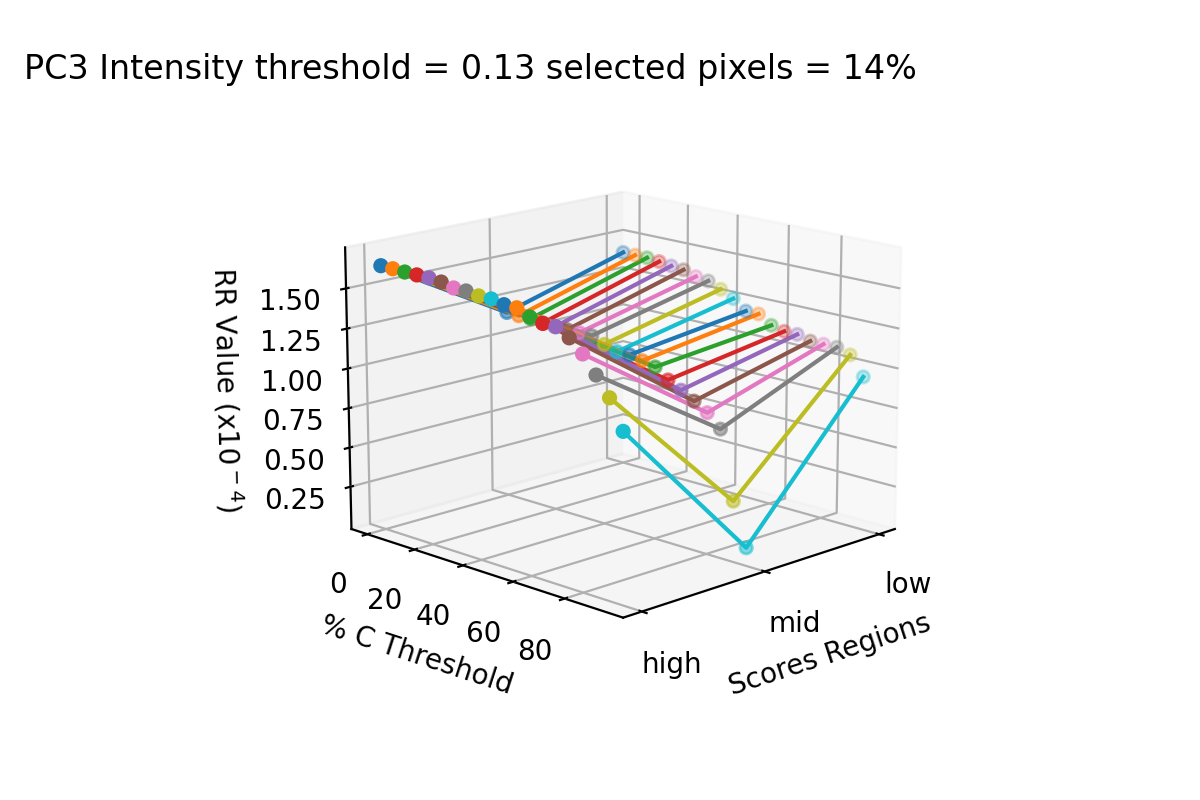 PC3 Intensity threshold = 0.13 selected pixels = 14%
RR Value (x10⁻⁴)
1.50
1.25
1.00
0.75
0.50
0.25
0
20
40
60
80
% C Threshold
high
mid
low
Scores Regions